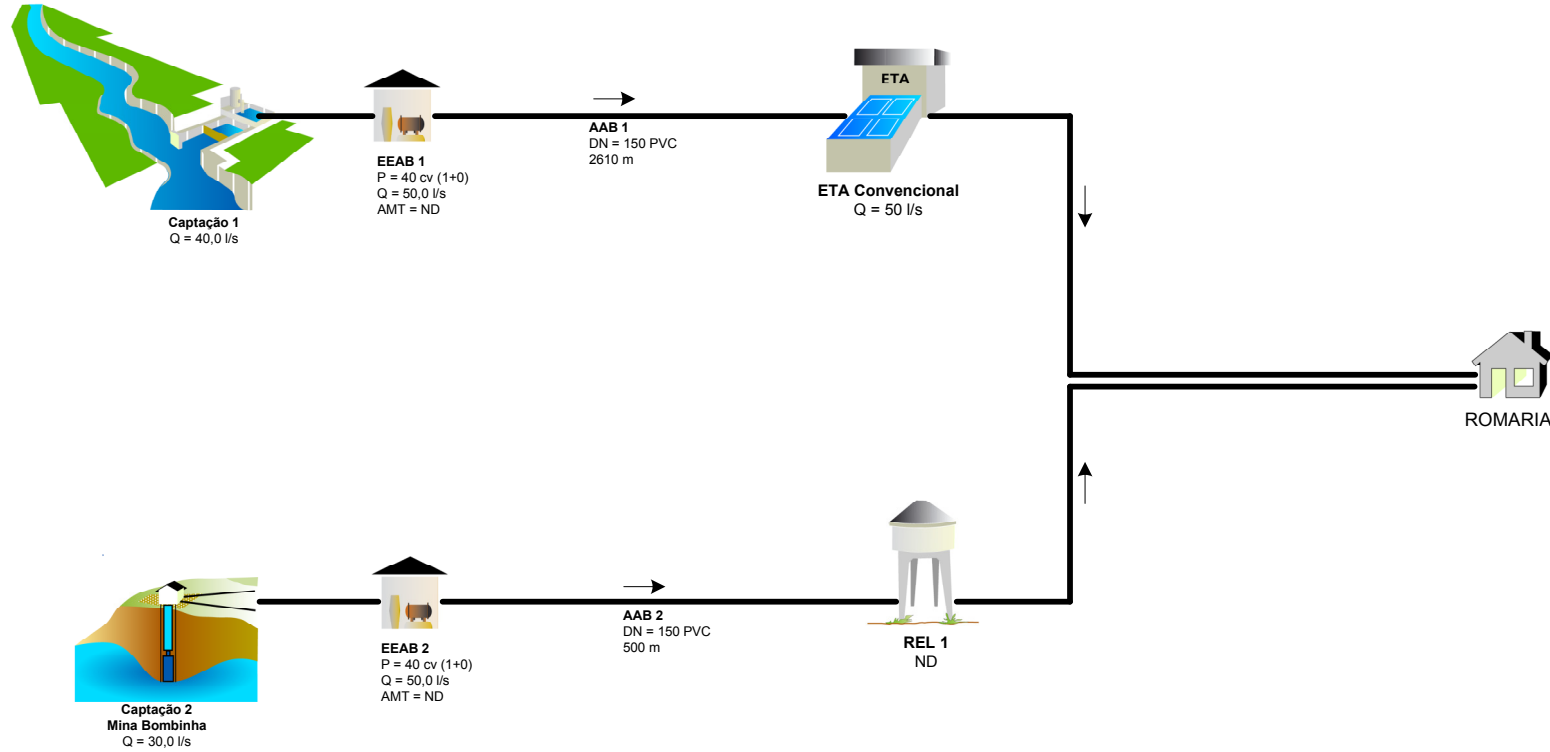 Captação 1
Q = 40,0 l/s
EEAB 1
P = 40 cv (1+0)
Q = 50,0 l/s
AMT = ND
AAB 1
DN = 150 PVC
2610 m
ETA
ETA Convencional
Q = 50 l/s
ROMARIA
Captação 2
Mina Bombinha
Q = 30,0 l/s
EEAB 2
P = 40 cv (1+0)
Q = 50,0 l/s
AMT = ND
AAB 2
DN = 150 PVC
500 m
REL 1
ND